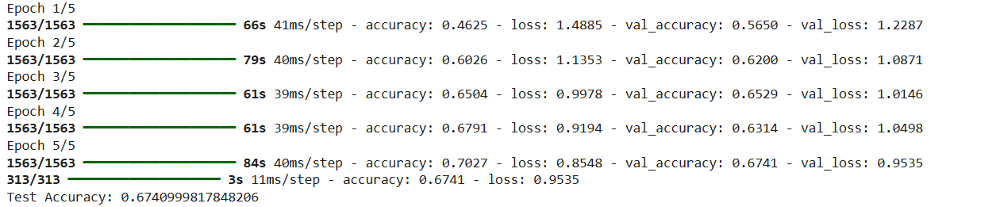 Epoch 1/5
1563/1563 ━━━━━━━━━━━━━━━━━━━━ 66s 41ms/step - accuracy: 0.4625 - loss: 1.4885 - val_accuracy: 0.5650 - val_loss: 1.2287
Epoch 2/5
1563/1563 ━━━━━━━━━━━━━━━━━━━━ 79s 40ms/step - accuracy: 0.6026 - loss: 1.1353 - val_accuracy: 0.6200 - val_loss: 1.0871
Epoch 3/5
1563/1563 ━━━━━━━━━━━━━━━━━━━━ 61s 39ms/step - accuracy: 0.6504 - loss: 0.9978 - val_accuracy: 0.6529 - val_loss: 1.0146
Epoch 4/5
1563/1563 ━━━━━━━━━━━━━━━━━━━━ 61s 39ms/step - accuracy: 0.6791 - loss: 0.9194 - val_accuracy: 0.6314 - val_loss: 1.0498
Epoch 5/5
1563/1563 ━━━━━━━━━━━━━━━━━━━━ 84s 40ms/step - accuracy: 0.7027 - loss: 0.8548 - val_accuracy: 0.6741 - val_loss: 0.9535
313/313 ━━━━━━━━━━━━━━━━━━━━ 3s 11ms/step - accuracy: 0.6741 - loss: 0.9535
Test Accuracy: 0.6740999817848206